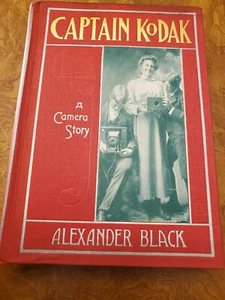 CAPTAIN KODAK
A
Camera
Story
ALEXANDER BLACK